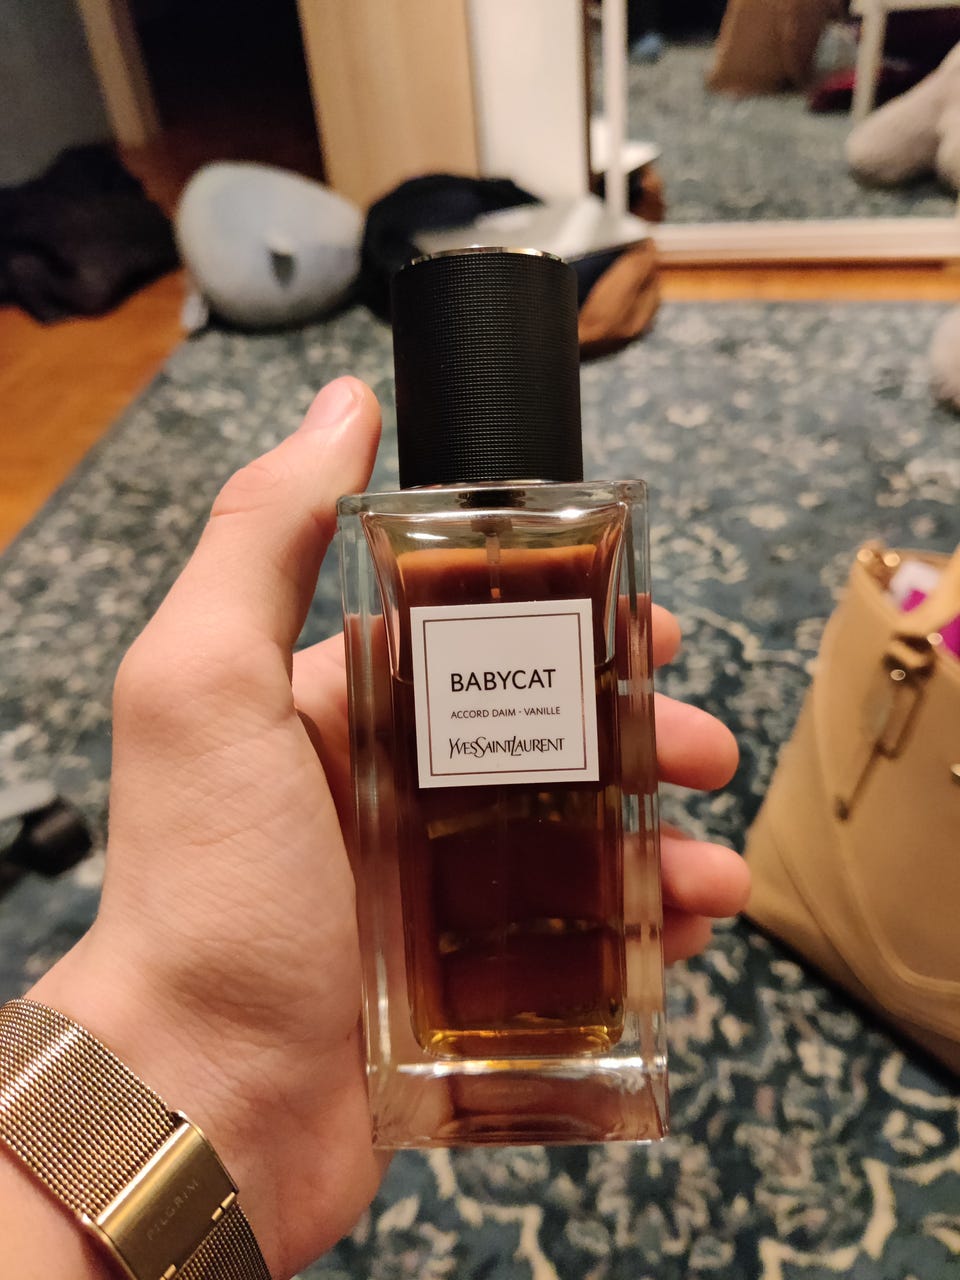 BABYCAT
ACCORD DAIM - VANILLE
YVESSAINTLAURENT
PILGRIM